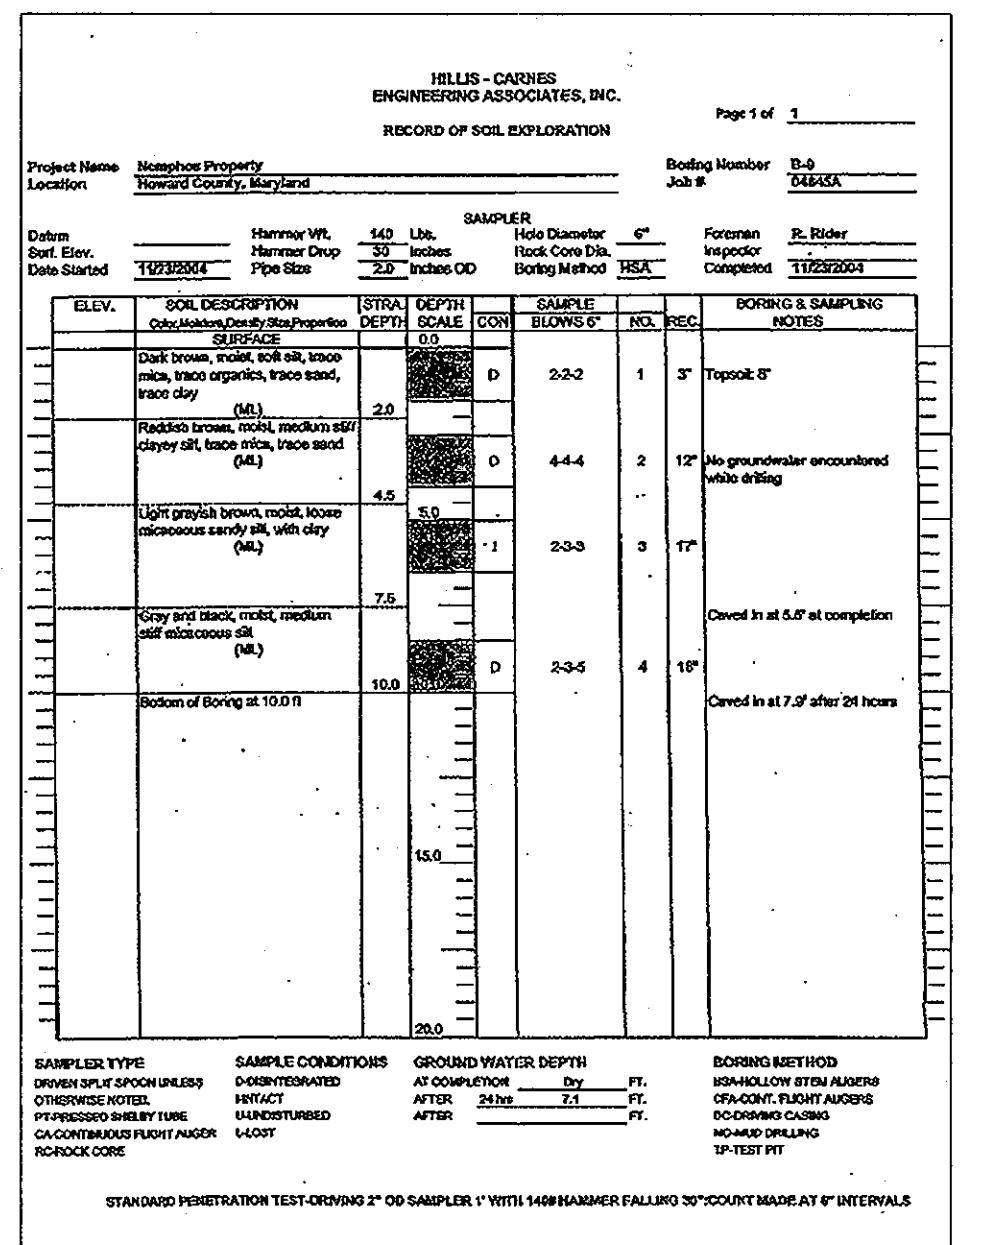 HILLIS - CARNES
ENGINEERING ASSOCIATES, INC.
Page 1 of 1
RECORD OF SOIL EXPLORATION
Project Name Property
Boring Number B-9
Location Howard County, Maryland
Job # 04645A
SAMPLER
Datum Hammer Wt. 140 Lbs. Hole Diameter 6" Foreman R. Rider
Surf. Elev. Hammer Drop 30 Inches Rock Core Dia. Inspector
Date Started 11/23/2004 Pipe Size 2.0 Inches OD Boring Method HSA Completed 11/23/2004
ELEV. SOIL DESCRIPTION STRA. DEPTH SAMPLE BORING & SAMPLING
Color,Moisture,Density,Size,Proportion DEPTH SCALE CON BLOWS 6" NO. REC. NOTES
SURFACE 0.0
Dark brown, moist, soft silt, trace
mica, trace organics, trace sand, D 2-2-2 1 3" Topsoil: 8"
trace clay
(ML) 2.0
Reddish brown, moist, medium stiff
clayey silt, trace mica, trace sand
(ML) D 4-4-4 2 12" No groundwater encountered
while drilling
4.5
Light grayish brown, moist, loose 5.0
micaceous sandy silt, with clay
(ML) 1 2-3-3 3 17"
7.5
Gray and black, moist, medium Caved in at 5.5" at completion
stiff micaceous silt
(ML) D 2-3-5 4 18"
10.0
Bottom of Boring at 10.0 ft Caved in at 7.9' after 24 hours
15.0
20.0
SAMPLER TYPE SAMPLE CONDITIONS GROUND WATER DEPTH BORING METHOD
DRIVEN SPLIT SPOON UNLESS D-DISINTEGRATED AT COMPLETION Dry FT. HSA-HOLLOW STEM AUGERS
OTHERWISE NOTED. I-INTACT AFTER 24 hrs 7.1 FT. CFA-CONT. FLIGHT AUGERS
PT-PRESSED SHELBY TUBE U-UNDISTURBED AFTER FT. DC-DRIVING CASING
CA-CONTINUOUS FLIGHT AUGER L-LOST MD-MUD DRILLING
RC-ROCK CORE TP-TEST PIT
STANDARD PENETRATION TEST-DRIVING 2" OD SAMPLER 1' WITH 140# HAMMER FALLING 30":COUNT MADE AT 6" INTERVALS